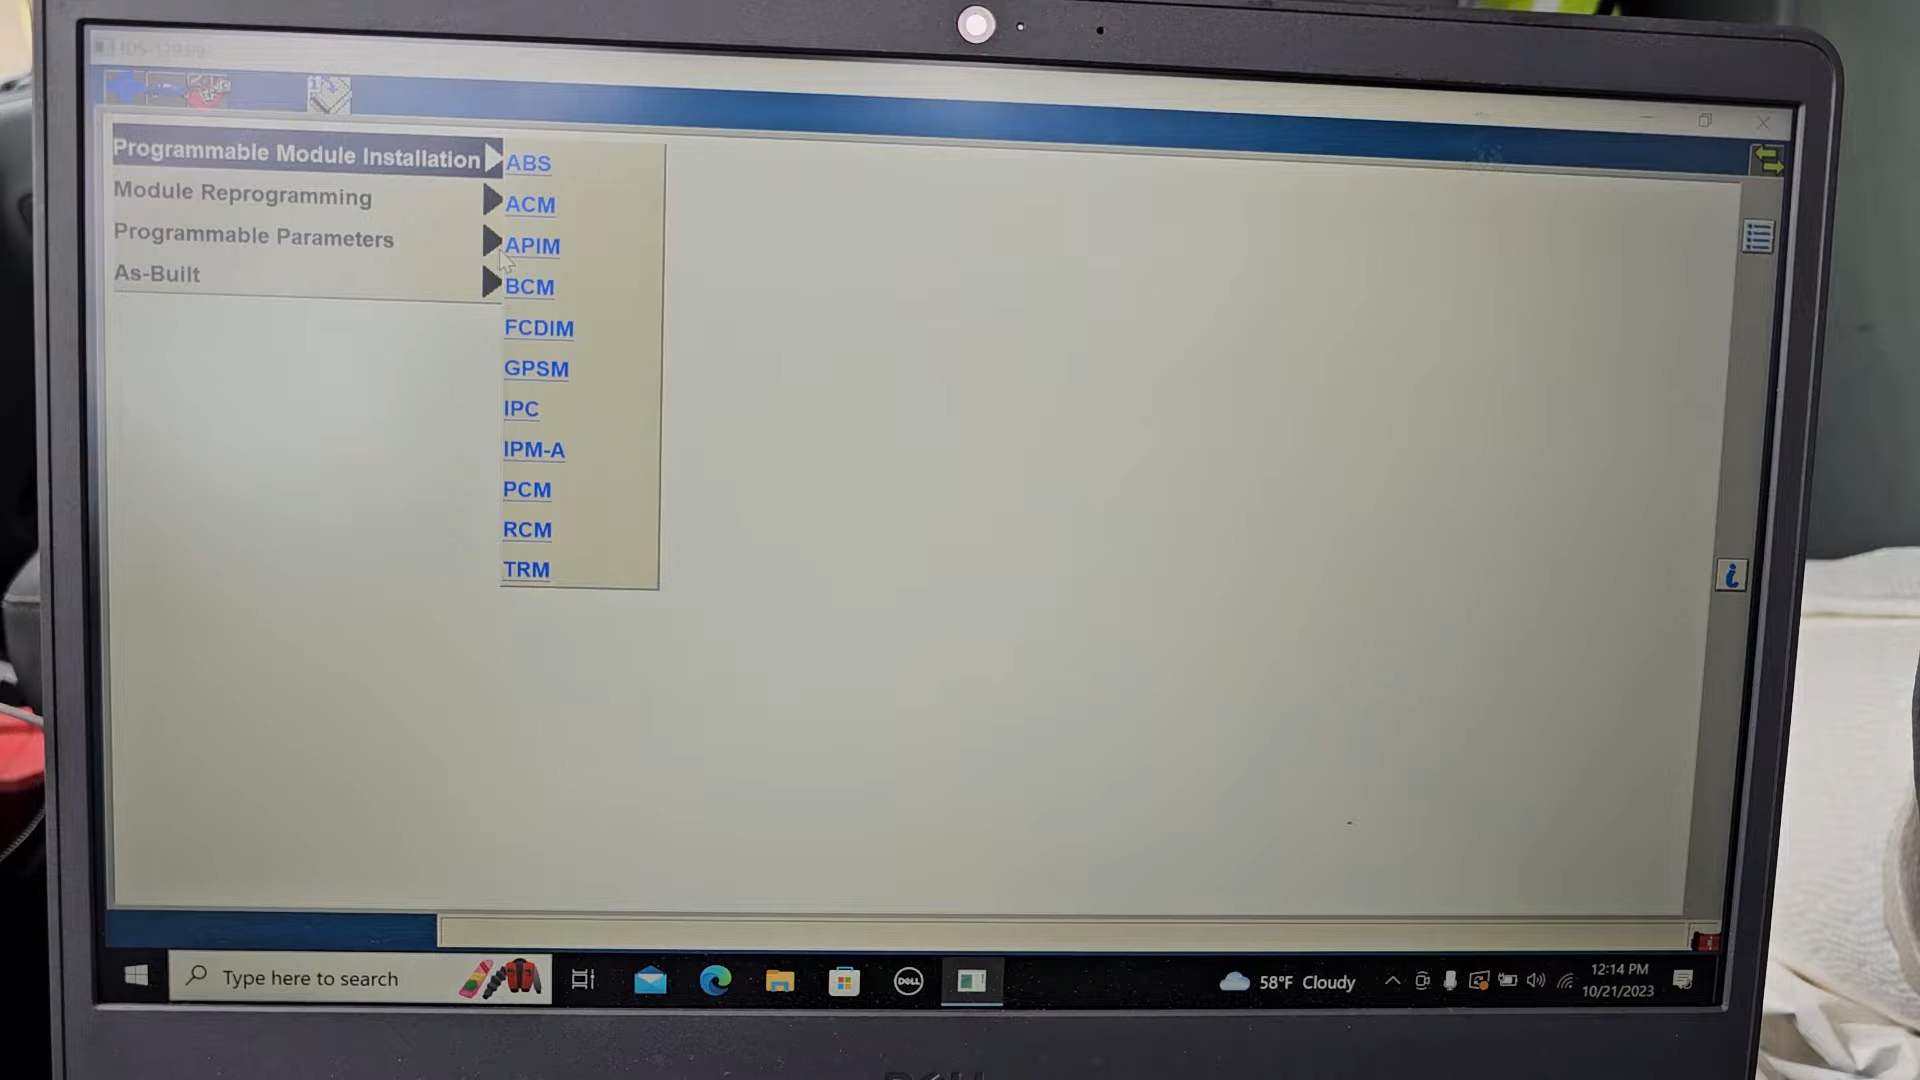 Programmable Module Installation
Module Reprogramming
Programmable Parameters
As-Built
ABS
ACM
APIM
BCM
FCDIM
GPSM
IPC
IPM-A
PCM
RCM
TRM
Type here to search
DELL
58°F Cloudy
12:14 PM
10/21/2023